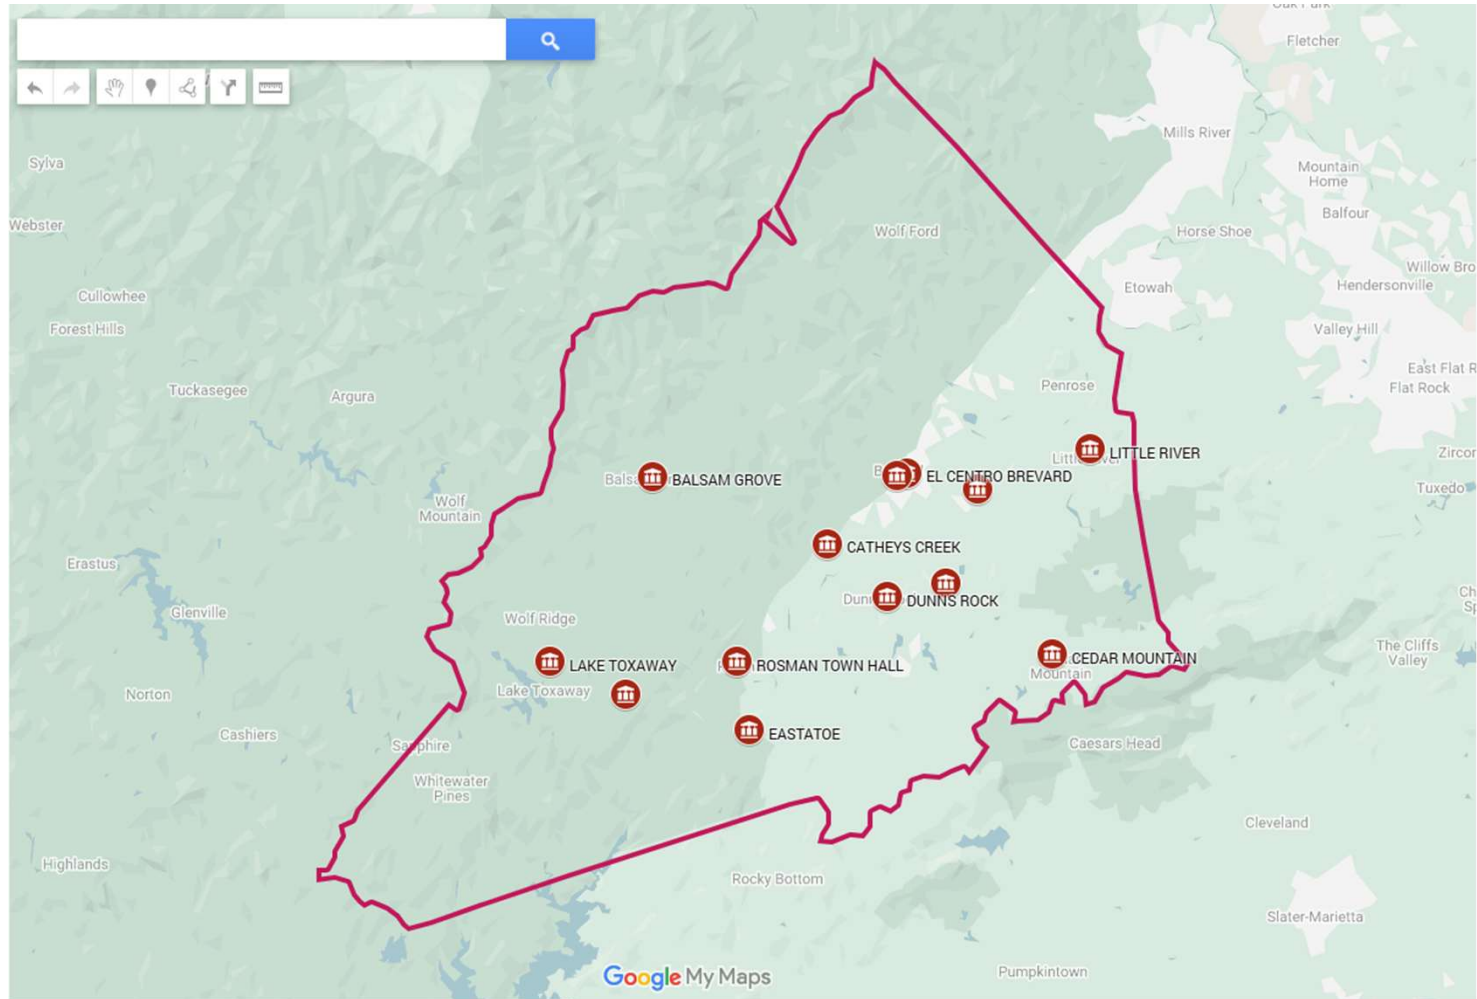 Fletcher
Mills River
Sylva
Mountain
Home
Balfour
Webster
Wolf Ford
Horse Shoe
Willow Bro
Cullowhee
Etowah
Hendersonville
Forest Hills
Valley Hill
East Flat R
Flat Rock
Tuckasegee
Argura
Penrose
LITTLE RIVER
Zircor
BALSAM GROVE
EL CENTRO BREVARD
Wolf
Mountain
Tuxedo
CATHEYS CREEK
Erastus
DUNNS ROCK
Glenville
Wolf Ridge
The Cliffs
Valley
LAKE TOXAWAY
ROSMAN TOWN HALL
CEDAR MOUNTAIN
Mountain
Lake Toxaway
Norton
Cashiers
EASTATOE
Sapphire
Caesars Head
Whitewater
Pines
Cleveland
Highlands
Rocky Bottom
Slater-Marietta
Google My Maps
Pumpkintown